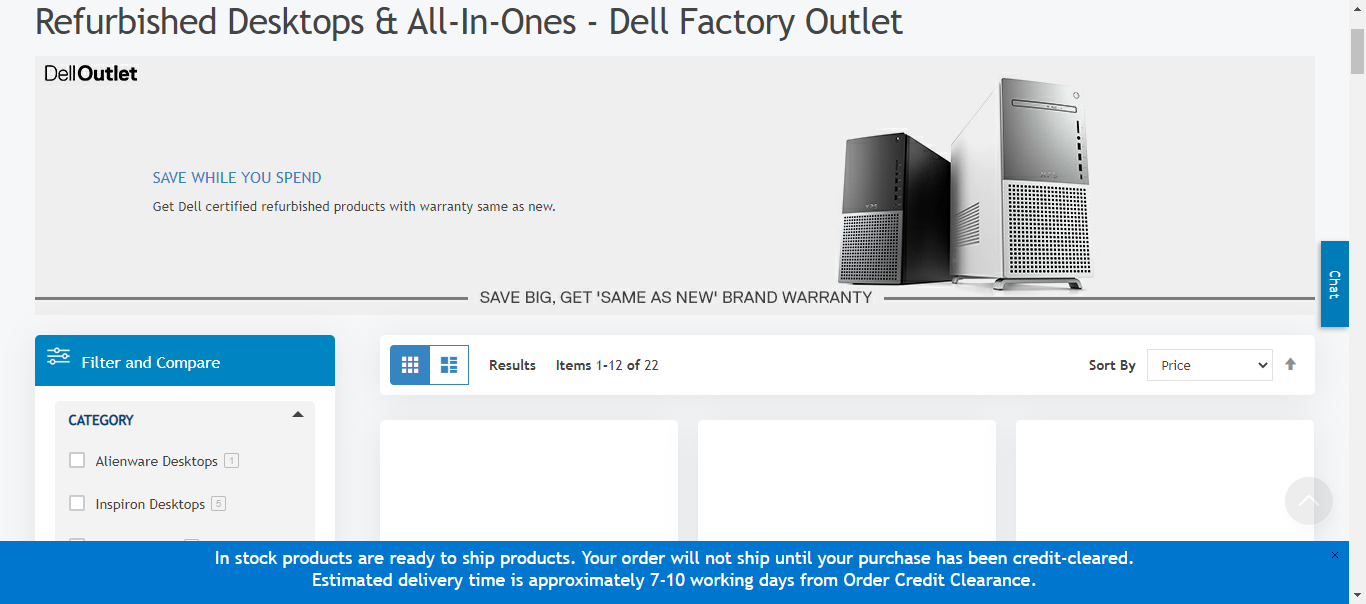 Refurbished Desktops & All-In-Ones - Dell Factory Outlet
DellOutlet
SAVE WHILE YOU SPEND
Get Dell certified refurbished products with warranty same as new.
SAVE BIG, GET 'SAME AS NEW' BRAND WARRANTY
Chat
Filter and Compare
Results Items 1-12 of 22
Sort By Price
CATEGORY
Alienware Desktops 1
Inspiron Desktops 5
In stock products are ready to ship products. Your order will not ship until your purchase has been credit-cleared.
Estimated delivery time is approximately 7-10 working days from Order Credit Clearance.